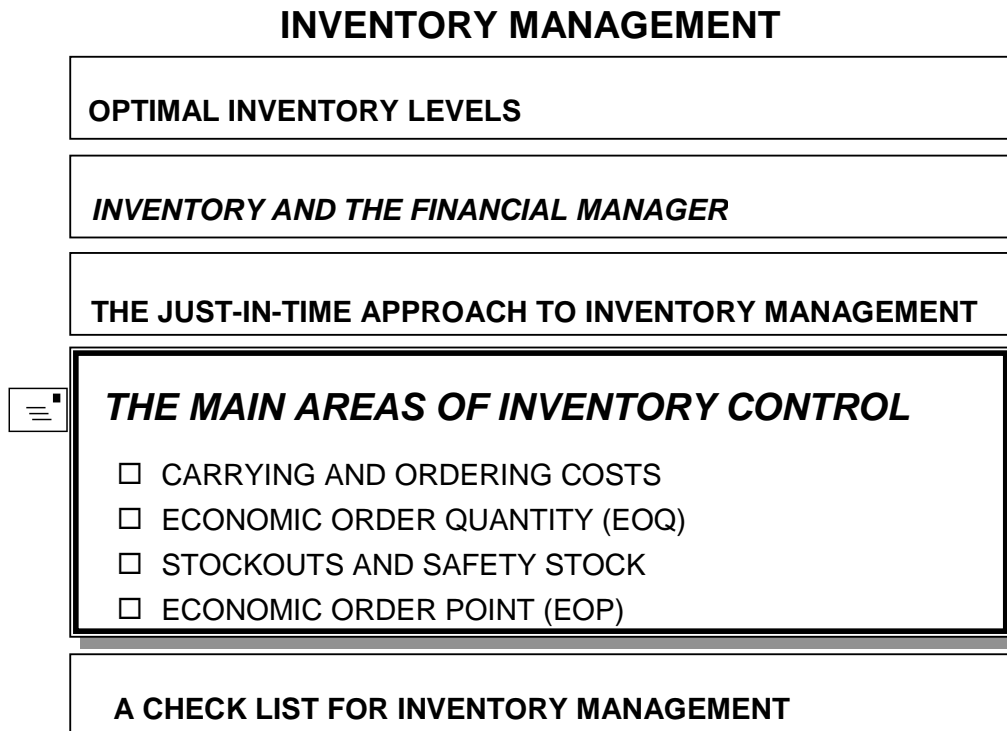 INVENTORY MANAGEMENT
OPTIMAL INVENTORY LEVELS
INVENTORY AND THE FINANCIAL MANAGER
THE JUST-IN-TIME APPROACH TO INVENTORY MANAGEMENT
THE MAIN AREAS OF INVENTORY CONTROL
☐ CARRYING AND ORDERING COSTS
☐ ECONOMIC ORDER QUANTITY (EOQ)
☐ STOCKOUTS AND SAFETY STOCK
☐ ECONOMIC ORDER POINT (EOP)
A CHECK LIST FOR INVENTORY MANAGEMENT